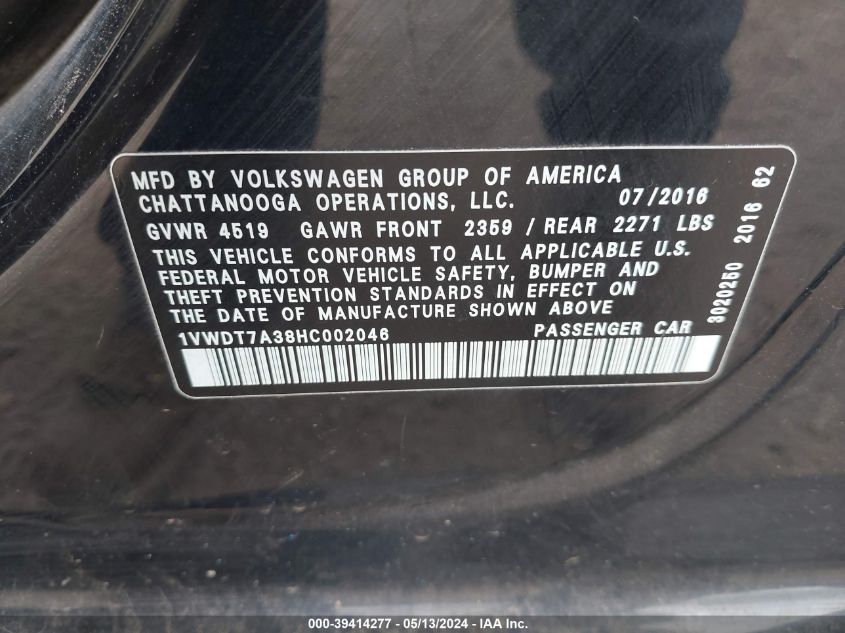 MFD BY VOLKSWAGEN GROUP OF AMERICA
CHATTANOOGA OPERATIONS, LLC. 07/2016
GVWR 4519 GAWR FRONT 2359 / REAR 2271 LBS
THIS VEHICLE CONFORMS TO ALL APPLICABLE U.S.
FEDERAL MOTOR VEHICLE SAFETY, BUMPER AND
THEFT PREVENTION STANDARDS IN EFFECT ON
THE DATE OF MANUFACTURE SHOWN ABOVE
1VWDT7A38HC002046 PASSENGER CAR
3020250 2016 62
000-39414277 - 05/13/2024 - IAA Inc.